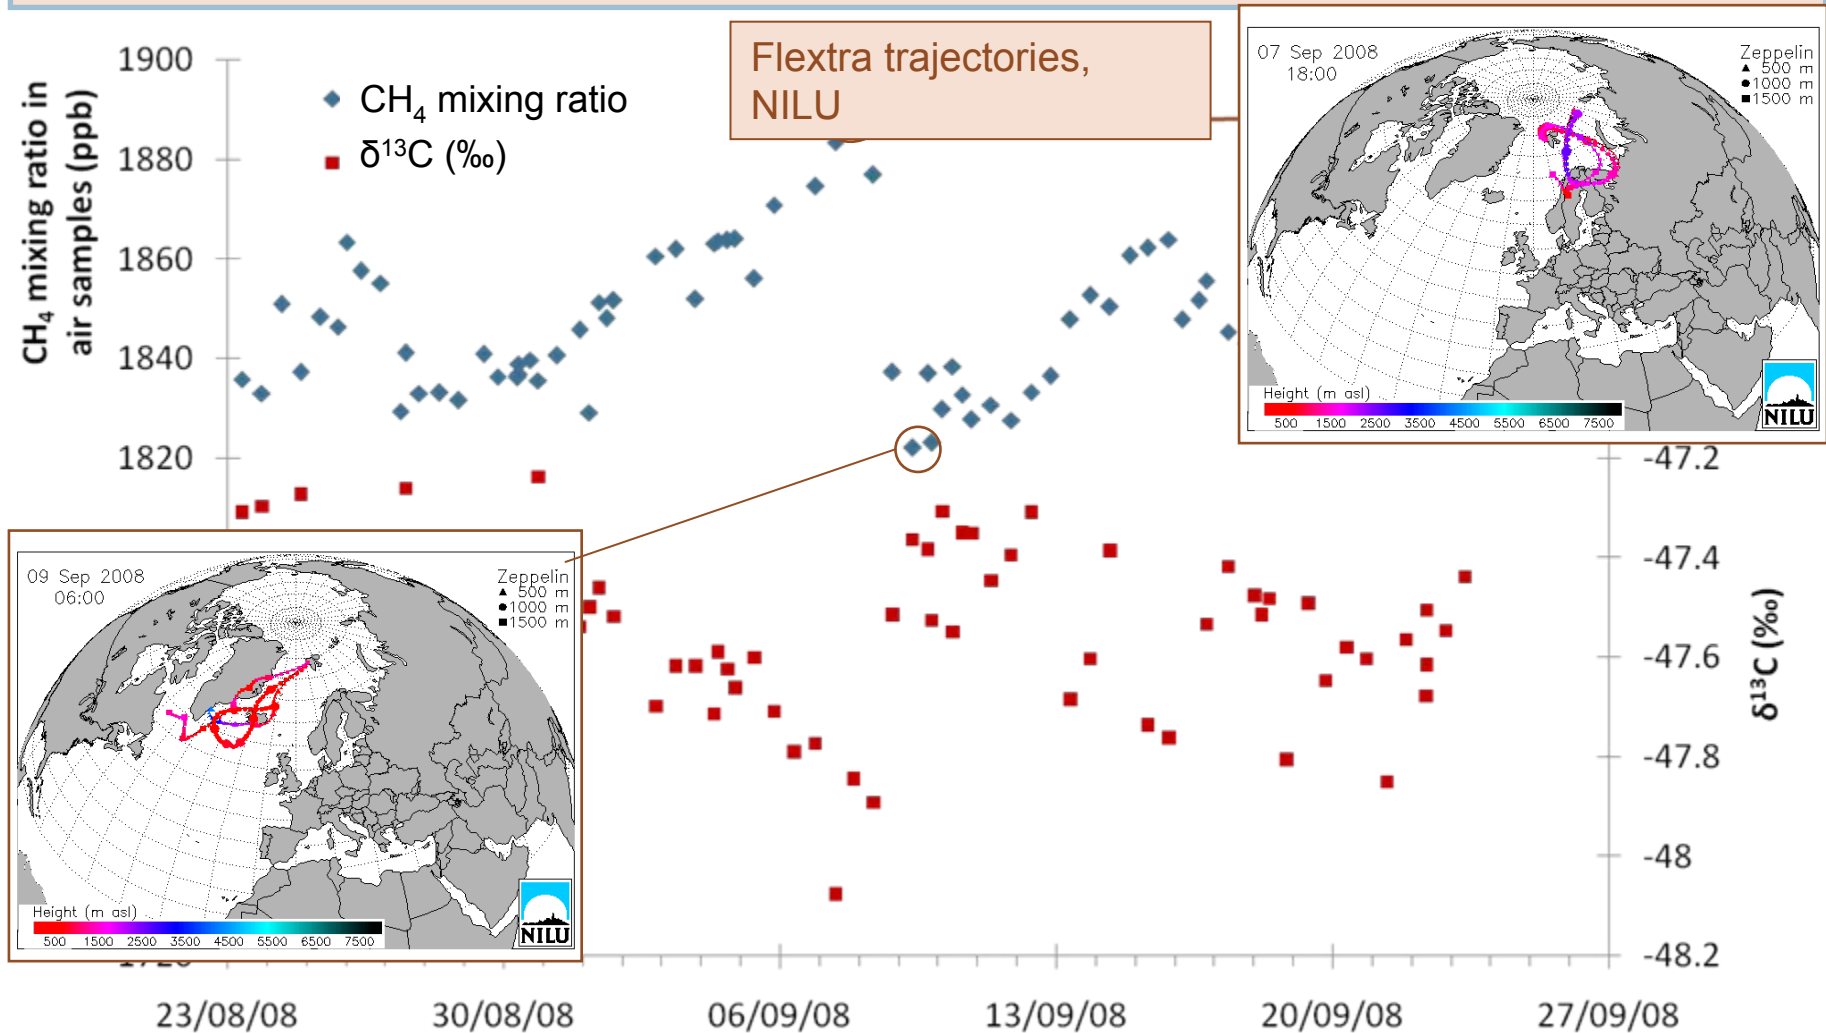 Flextra trajectories,
NILU
CH₄ mixing ratio
δ¹³C (‰)
CH₄ mixing ratio in
air samples (ppb)
1900
1880
1860
1840
1820
07 Sep 2008
18:00
Zeppelin
▲ 500 m
● 1000 m
■ 1500 m
Height (m asl)
500 1500 2500 3500 4500 5500 6500 7500
NILU
09 Sep 2008
06:00
Zeppelin
▲ 500 m
● 1000 m
■ 1500 m
Height (m asl)
500 1500 2500 3500 4500 5500 6500 7500
NILU
-47.2
-47.4
-47.6
-47.8
-48
-48.2
δ¹³C (‰)
23/08/08 30/08/08 06/09/08 13/09/08 20/09/08 27/09/08